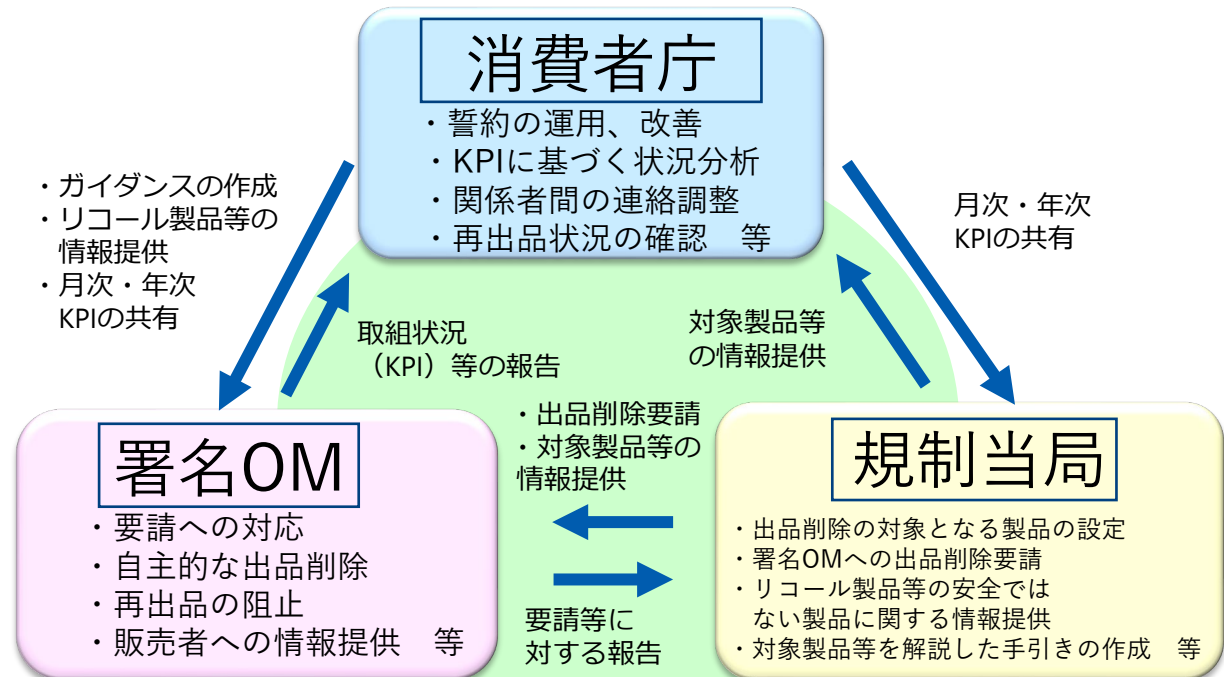 消費者庁
・誓約の運用、改善
・KPIに基づく状況分析
・関係者間の連絡調整
・再出品状況の確認　等
・ガイダンスの作成
・リコール製品等の
情報提供
・月次・年次
KPIの共有
月次・年次
KPIの共有
取組状況
（KPI）等の報告
対象製品等
の情報提供
・出品削除要請
・対象製品等の
情報提供
署名OM
・要請への対応
・自主的な出品削除
・再出品の阻止
・販売者への情報提供　等
要請等に
対する報告
規制当局
・出品削除の対象となる製品の設定
・署名OMへの出品削除要請
・リコール製品等の安全では
ない製品に関する情報提供
・対象製品等を解説した手引きの作成　等